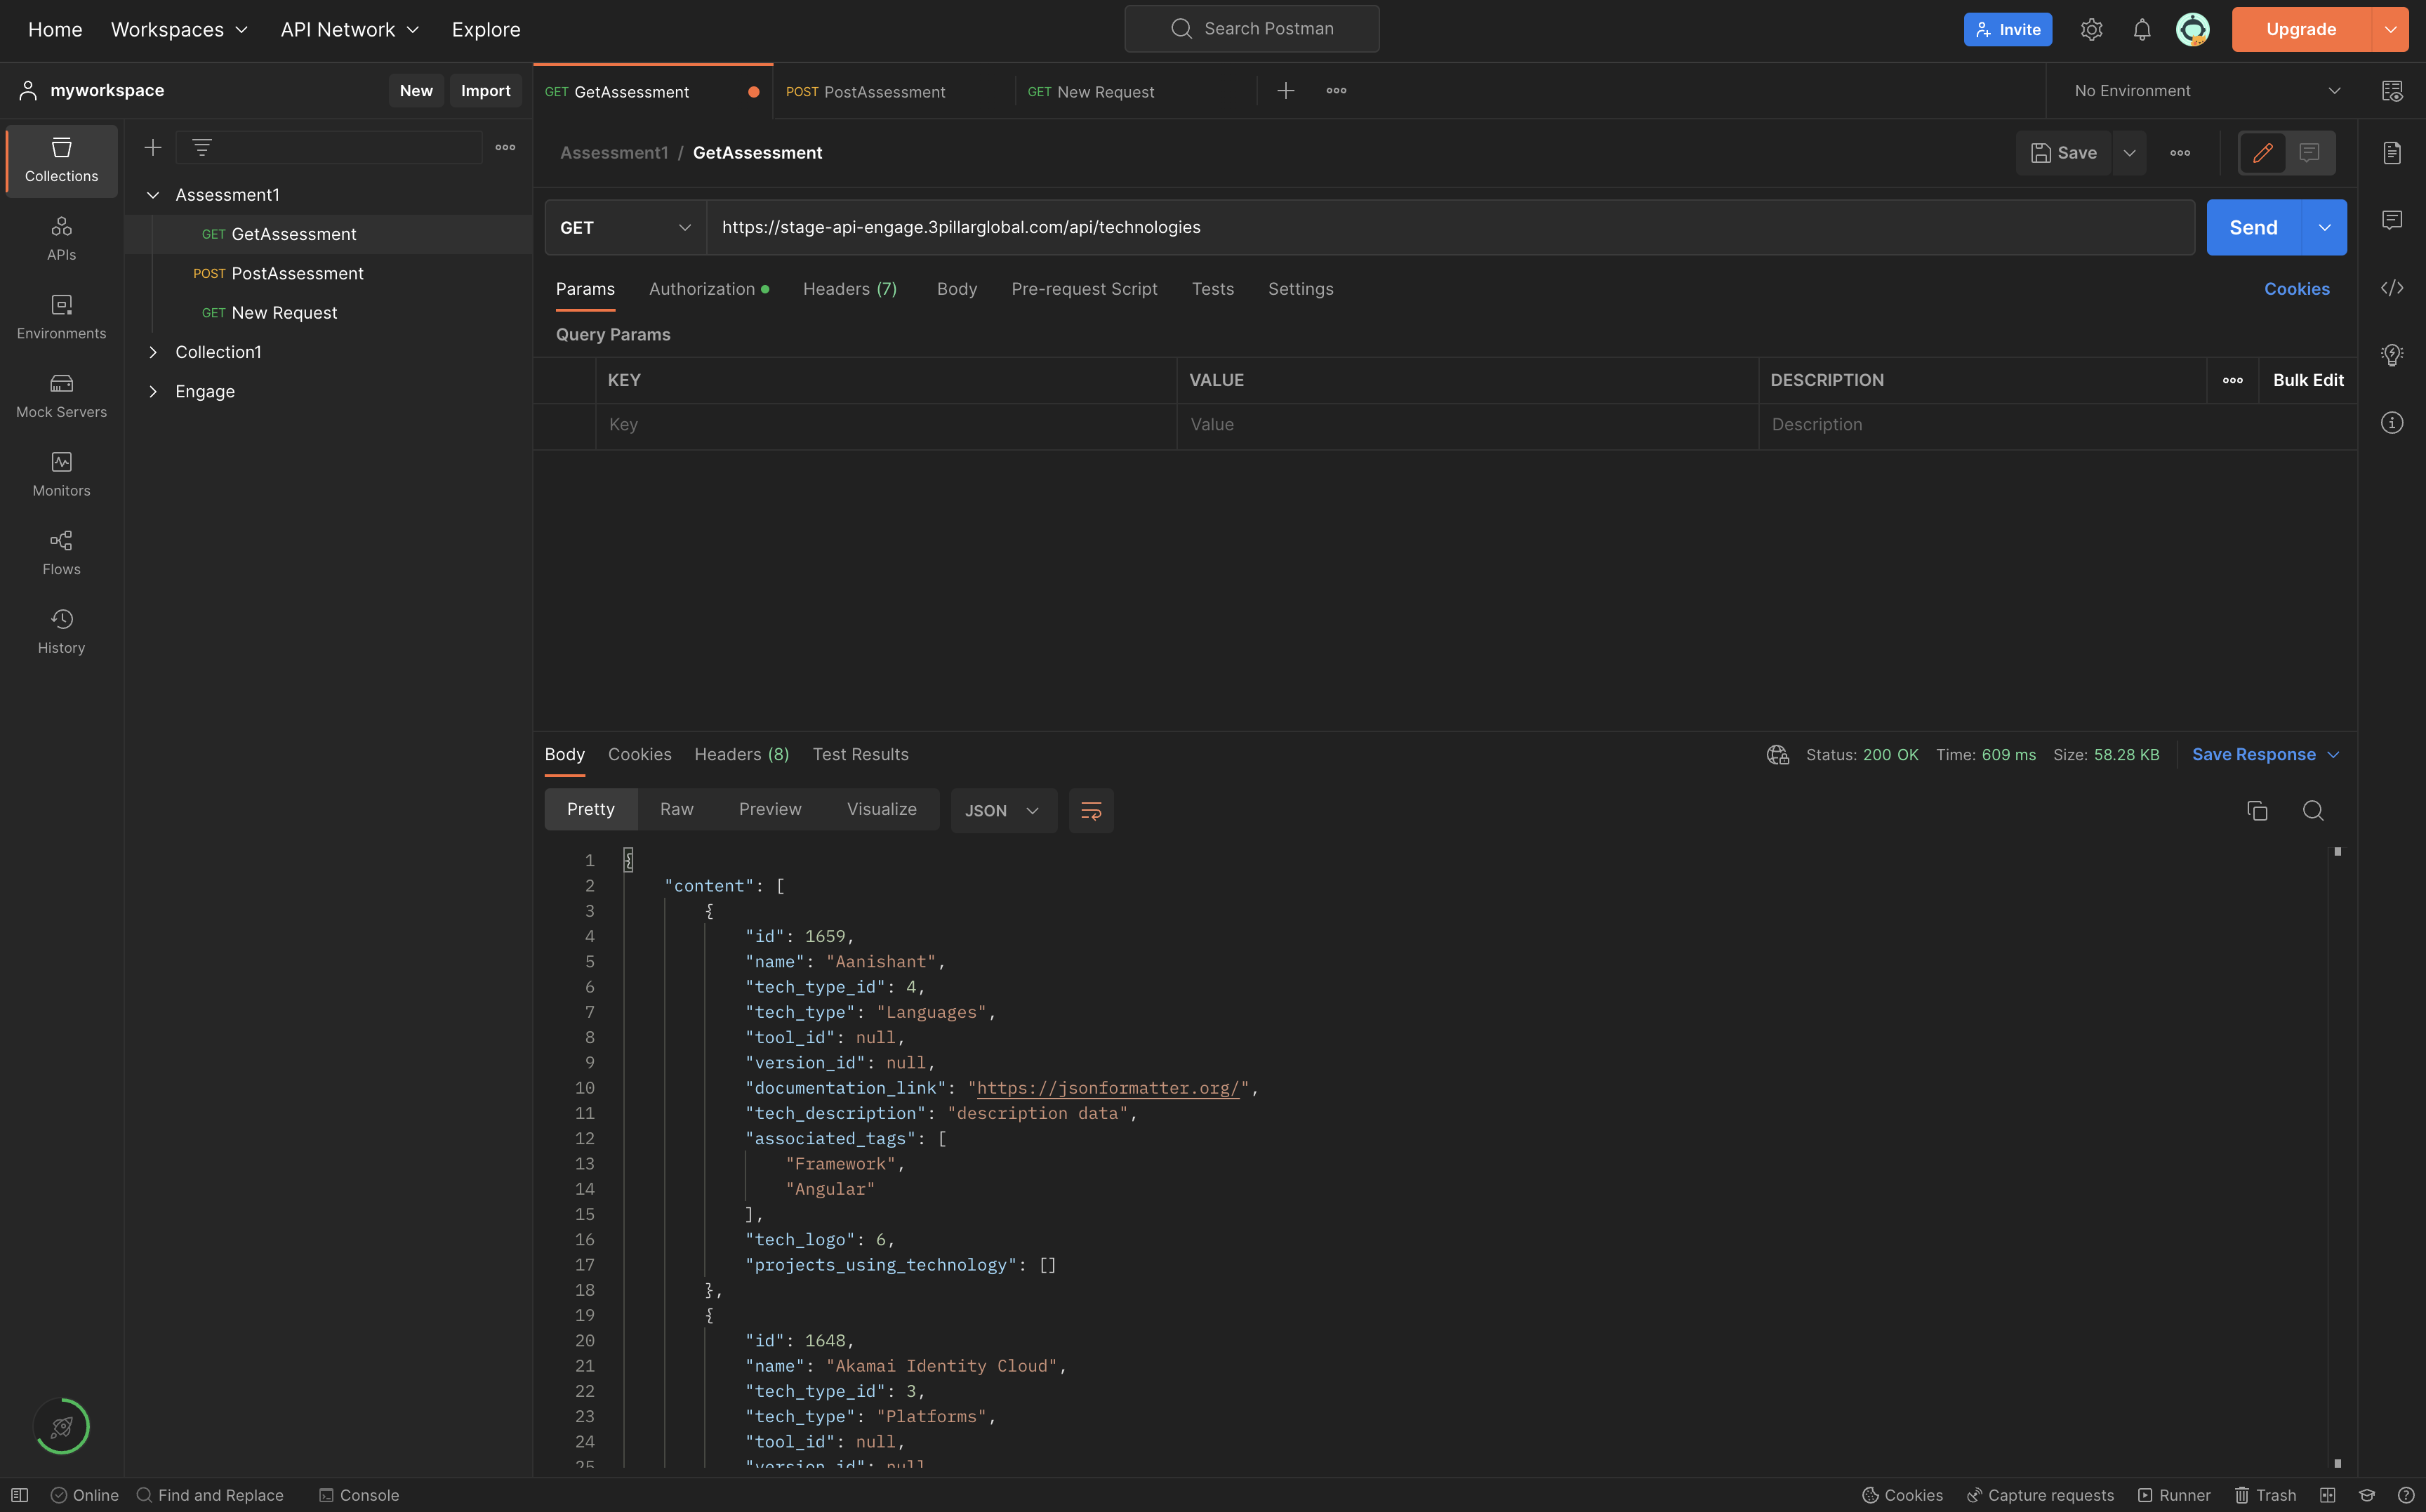 Home Workspaces API Network Explore Search Postman Invite Upgrade
myworkspace New Import
GET GetAssessment POST PostAssessment GET New Request No Environment
Collections
APIs
Environments
Mock Servers
Monitors
Flows
History
Assessment1
GET GetAssessment
POST PostAssessment
GET New Request
Collection1
Engage
Assessment1 / GetAssessment Save
GET https://stage-api-engage.3pillarglobal.com/api/technologies Send
Params Authorization Headers (7) Body Pre-request Script Tests Settings Cookies
Query Params
KEY VALUE DESCRIPTION Bulk Edit
Key Value Description
Body Cookies Headers (8) Test Results Status: 200 OK Time: 609 ms Size: 58.28 KB Save Response
Pretty Raw Preview Visualize JSON
1 {
2 "content": [
3 {
4 "id": 1659,
5 "name": "Aanishant",
6 "tech_type_id": 4,
7 "tech_type": "Languages",
8 "tool_id": null,
9 "version_id": null,
10 "documentation_link": "https://jsonformatter.org/",
11 "tech_description": "description data",
12 "associated_tags": [
13 "Framework",
14 "Angular"
15 ],
16 "tech_logo": 6,
17 "projects_using_technology": []
18 },
19 {
20 "id": 1648,
21 "name": "Akamai Identity Cloud",
22 "tech_type_id": 3,
23 "tech_type": "Platforms",
24 "tool_id": null,
25 "version_id": null
Online Find and Replace Console Cookies Capture requests Runner Trash